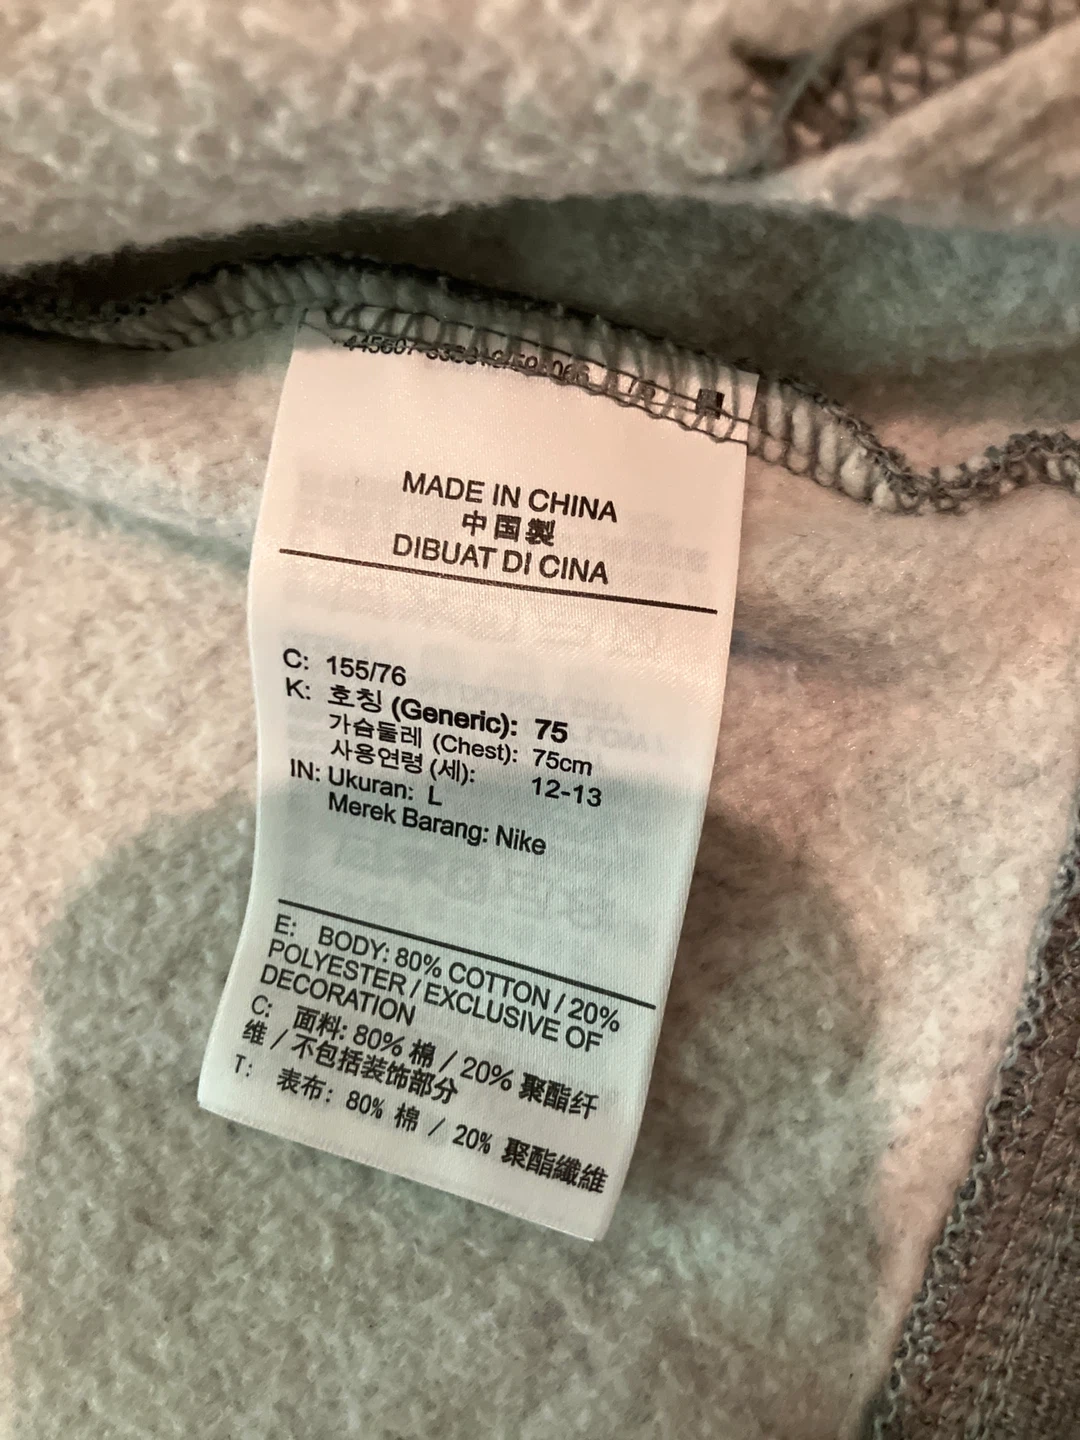 MADE IN CHINA
中国製
DIBUAT DI CINA
C: 155/76
K: 호칭 (Generic): 75
가슴둘레 (Chest): 75cm
사용연령 (세): 12-13
IN: Ukuran: L
Merek Barang: Nike
E: BODY: 80% COTTON / 20%
POLYESTER / EXCLUSIVE OF
DECORATION
C: 面料: 80% 棉 / 20% 聚酯纤
维 / 不包括装饰部分
T: 表布: 80% 棉 / 20% 聚酯纖維